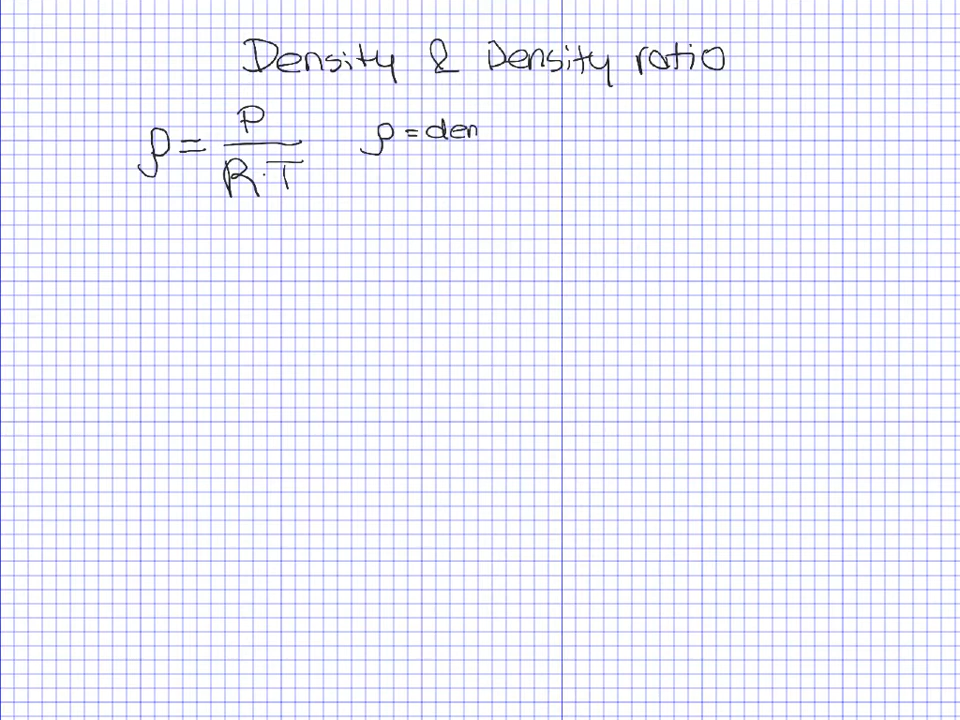 Density & Density ratio
ρ = P / R·T ρ = den